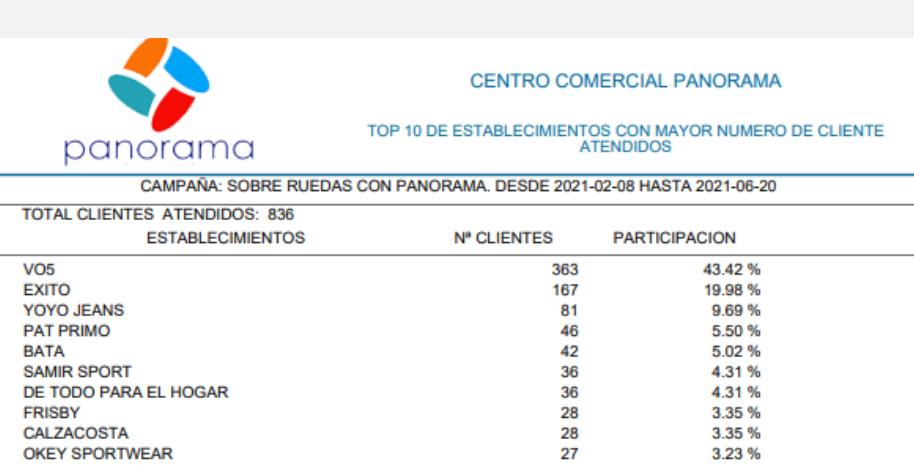 panorama
CENTRO COMERCIAL PANORAMA
TOP 10 DE ESTABLECIMIENTOS CON MAYOR NUMERO DE CLIENTE
ATENDIDOS
CAMPAÑA: SOBRE RUEDAS CON PANORAMA. DESDE 2021-02-08 HASTA 2021-06-20
TOTAL CLIENTES ATENDIDOS: 836
ESTABLECIMIENTOS Nª CLIENTES PARTICIPACION
VO5 363 43.42 %
EXITO 167 19.98 %
YOYO JEANS 81 9.69 %
PAT PRIMO 46 5.50 %
BATA 42 5.02 %
SAMIR SPORT 36 4.31 %
DE TODO PARA EL HOGAR 36 4.31 %
FRISBY 28 3.35 %
CALZACOSTA 28 3.35 %
OKEY SPORTWEAR 27 3.23 %